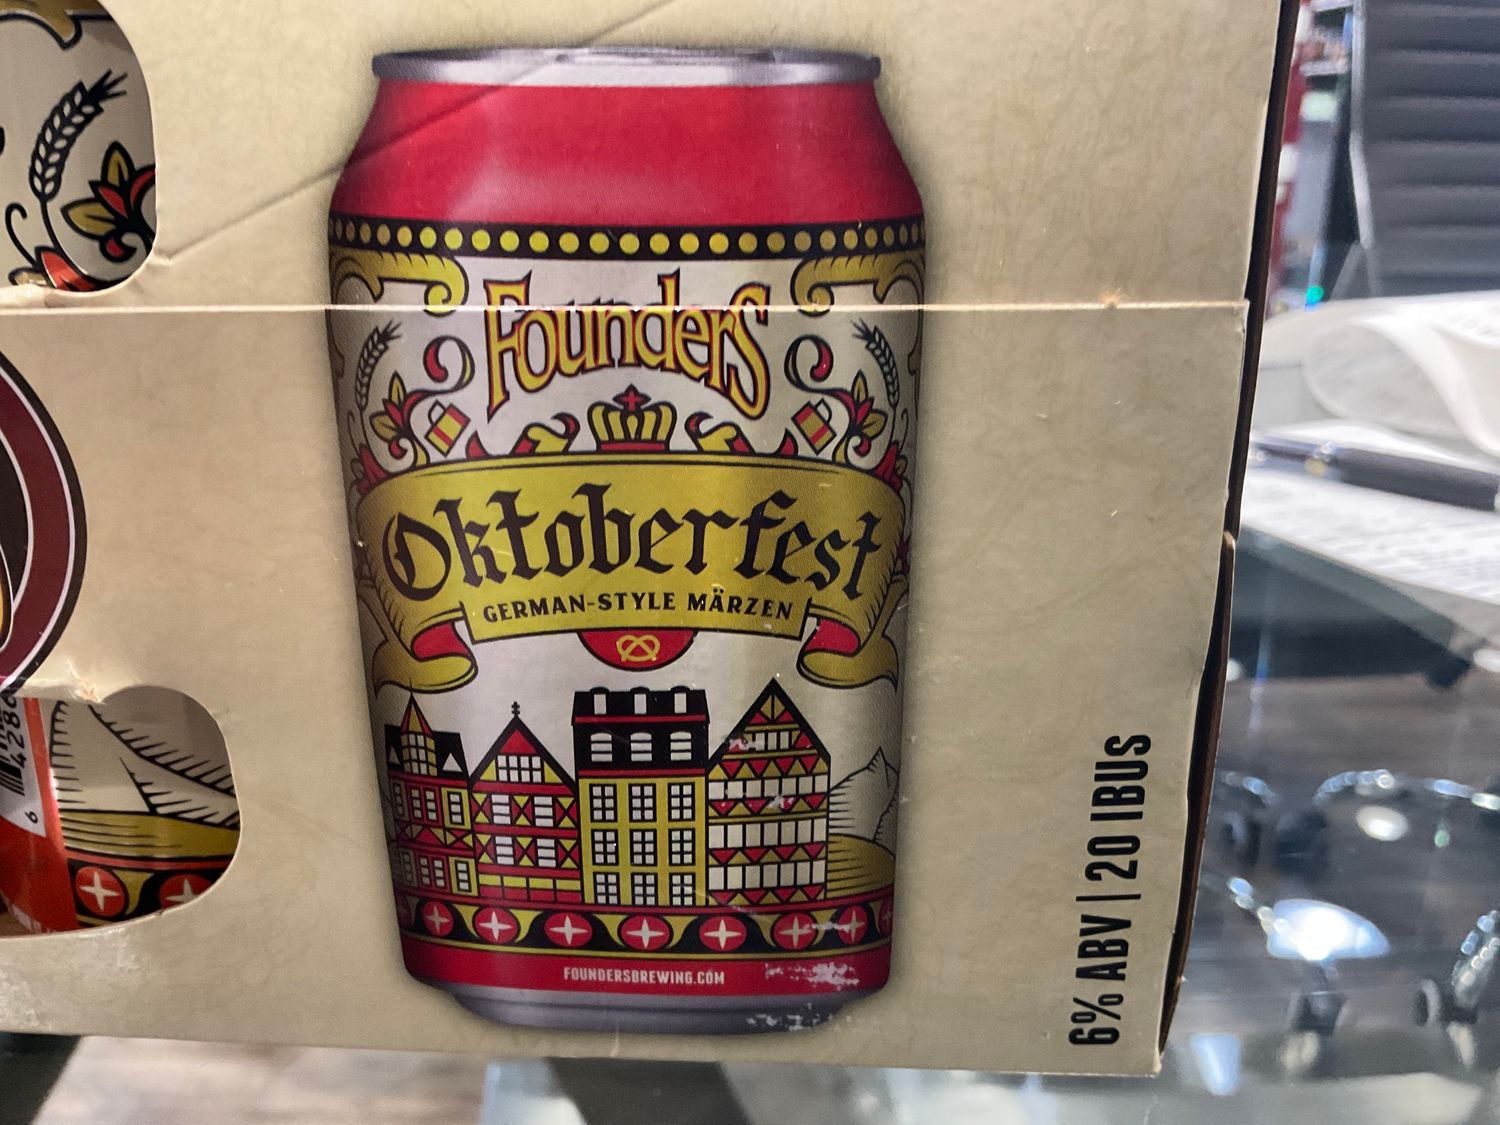 Founders
Oktoberfest
GERMAN-STYLE MÄRZEN
FOUNDERSBREWING.COM
6% ABV | 20 IBUS